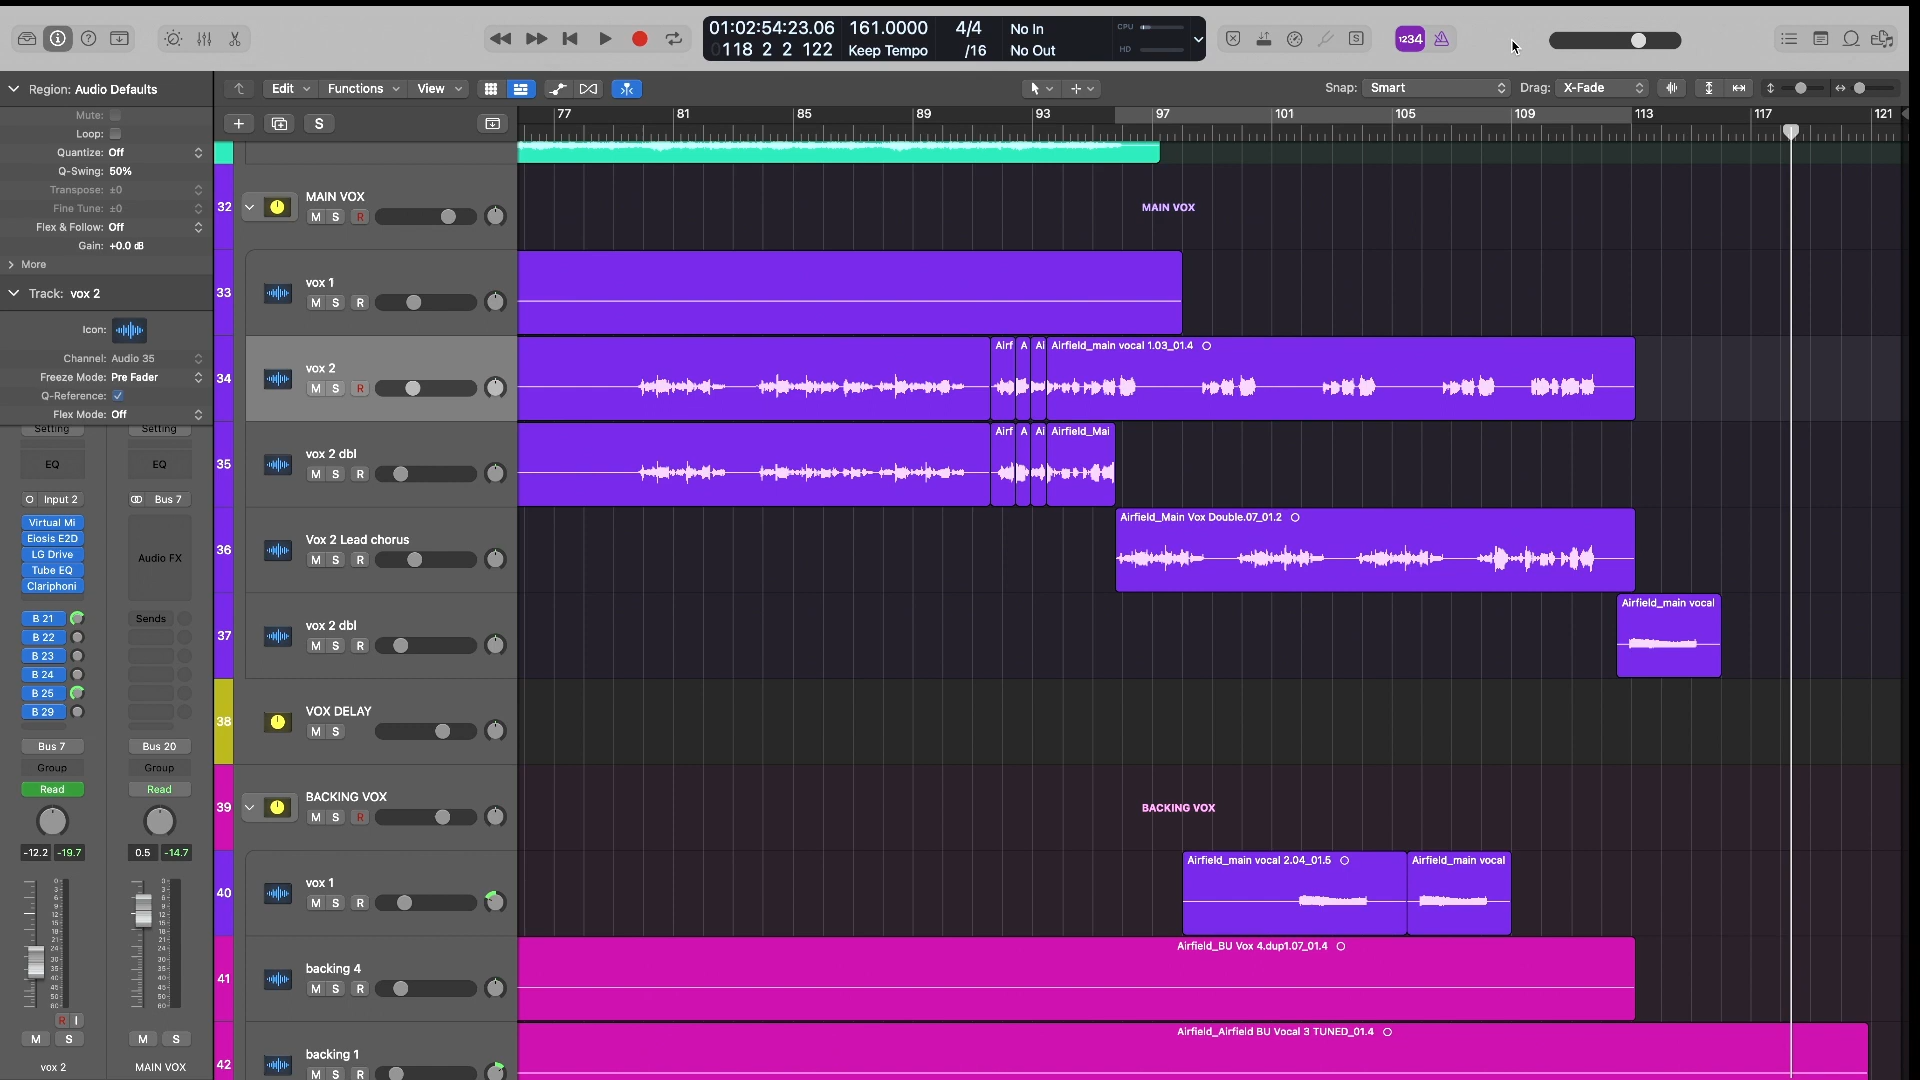 01:02:54:23.06 161.0000 4/4 No In CPU
0118 2 2 122 Keep Tempo /16 No Out HD
1234
Region: Audio Defaults
Edit Functions View
Snap: Smart Drag: X-Fade
Mute:
Loop:
Quantize: Off
Q-Swing: 50%
Transpose: ±0
Fine Tune: ±0
Flex & Follow: Off
Gain: +0.0 dB
More
Track: vox 2
Icon:
Channel: Audio 35
Freeze Mode: Pre Fader
Q-Reference:
Flex Mode: Off
Setting Setting
EQ EQ
Input 2 Bus 7
Virtual Mi
Eiosis E2D
LG Drive
Tube EQ
Clariphoni
Audio FX
B 21 Sends
B 22
B 23
B 24
B 25
B 29
Bus 7 Bus 20
Group Group
Read Read
-12.2 -19.7 0.5 -14.7
R I
M S M S
vox 2 MAIN VOX
S
77 81 85 89 93 97 101 105 109 113 117 121
32 MAIN VOX
M S R
MAIN VOX
33 vox 1
M S R
34 vox 2
M S R
Airf A Ai Airfield_main vocal 1.03_01.4
35 vox 2 dbl
M S R
Airf A Ai Airfield_Mai
36 Vox 2 Lead chorus
M S R
Airfield_Main Vox Double.07_01.2
37 vox 2 dbl
M S R
Airfield_main vocal
38 VOX DELAY
M S
39 BACKING VOX
M S R
BACKING VOX
40 vox 1
M S R
Airfield_main vocal 2.04_01.5 Airfield_main vocal
41 backing 4
M S R
Airfield_BU Vox 4.dup1.07_01.4
42 backing 1
M S R
Airfield_Airfield BU Vocal 3 TUNED_01.4